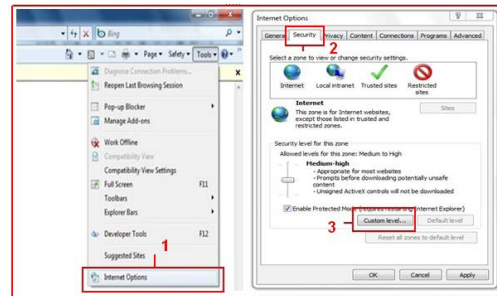 bing
Page
Safety
Tools
Diagnose Connection Problems...
Reopen Last Browsing Session
Pop-up Blocker
Manage Add-ons
Work Offline
Compatibility View
Compatibility View Settings
Full Screen F11
Toolbars
Explorer Bars
Developer Tools F12
Suggested Sites
1
Internet Options
Internet Options
General Security Privacy Content Connections Programs Advanced
2
Select a zone to view or change security settings.
Internet Local intranet Trusted sites Restricted
sites
Internet
This zone is for Internet websites,
except those listed in trusted and
restricted zones.
Sites
Security level for this zone
Allowed levels for this zone: Medium to High
Medium-high
- Appropriate for most websites
- Prompts before downloading potentially unsafe
content
- Unsigned ActiveX controls will not be downloaded
Enable Protected Mode (requires restarting Internet Explorer)
3
Custom level... Default level
Reset all zones to default level
OK Cancel Apply